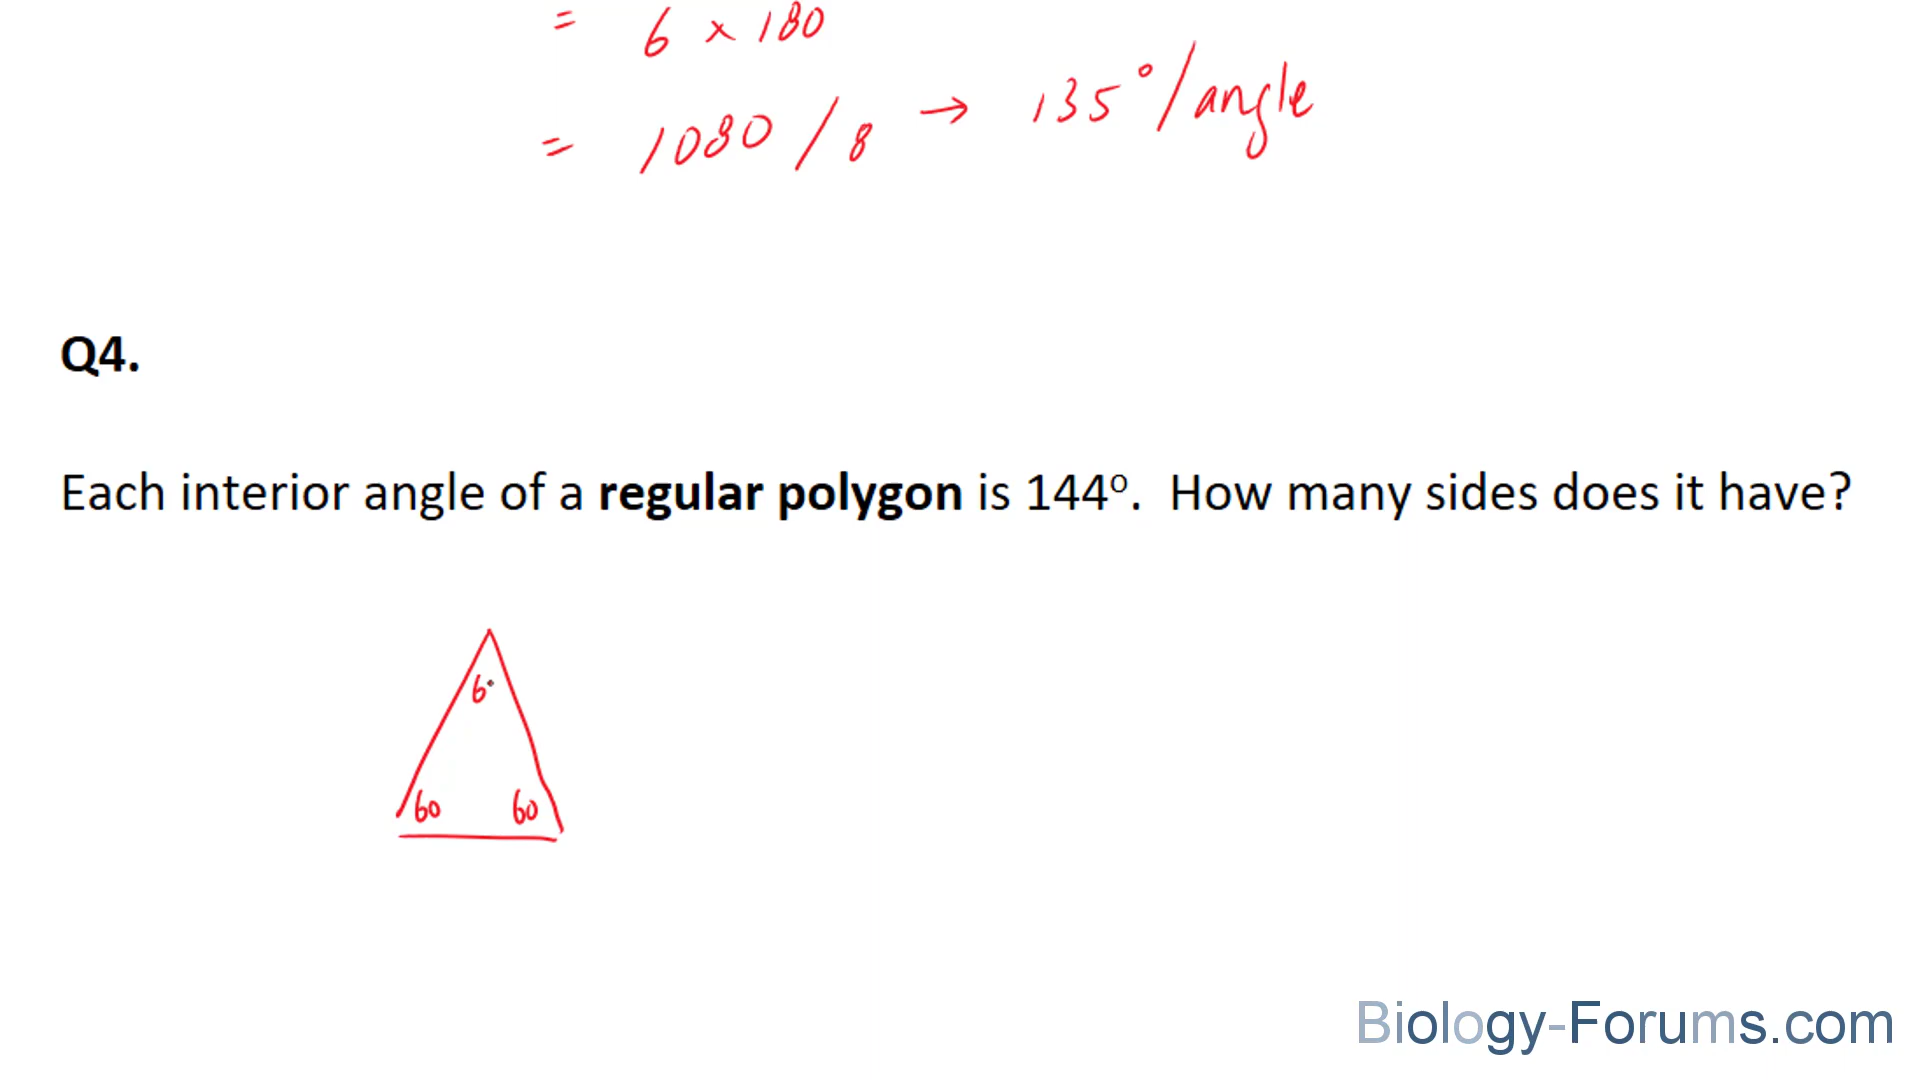 = 6 x 180
= 1080 / 8 → 135° / angle
Q4.
Each interior angle of a regular polygon is 144°. How many sides does it have?
6
60 60
Biology-Forums.com